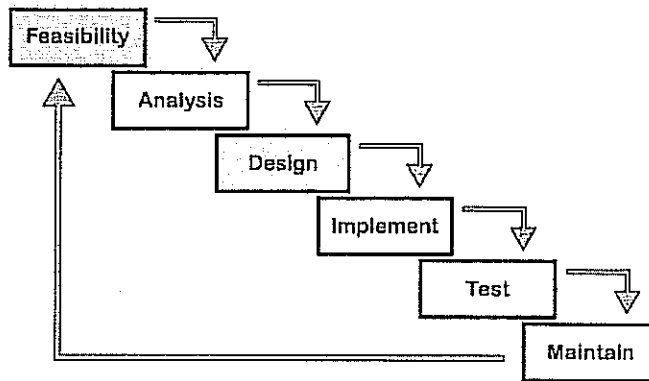 Feasibility
Analysis
Design
Implement
Test
Maintain